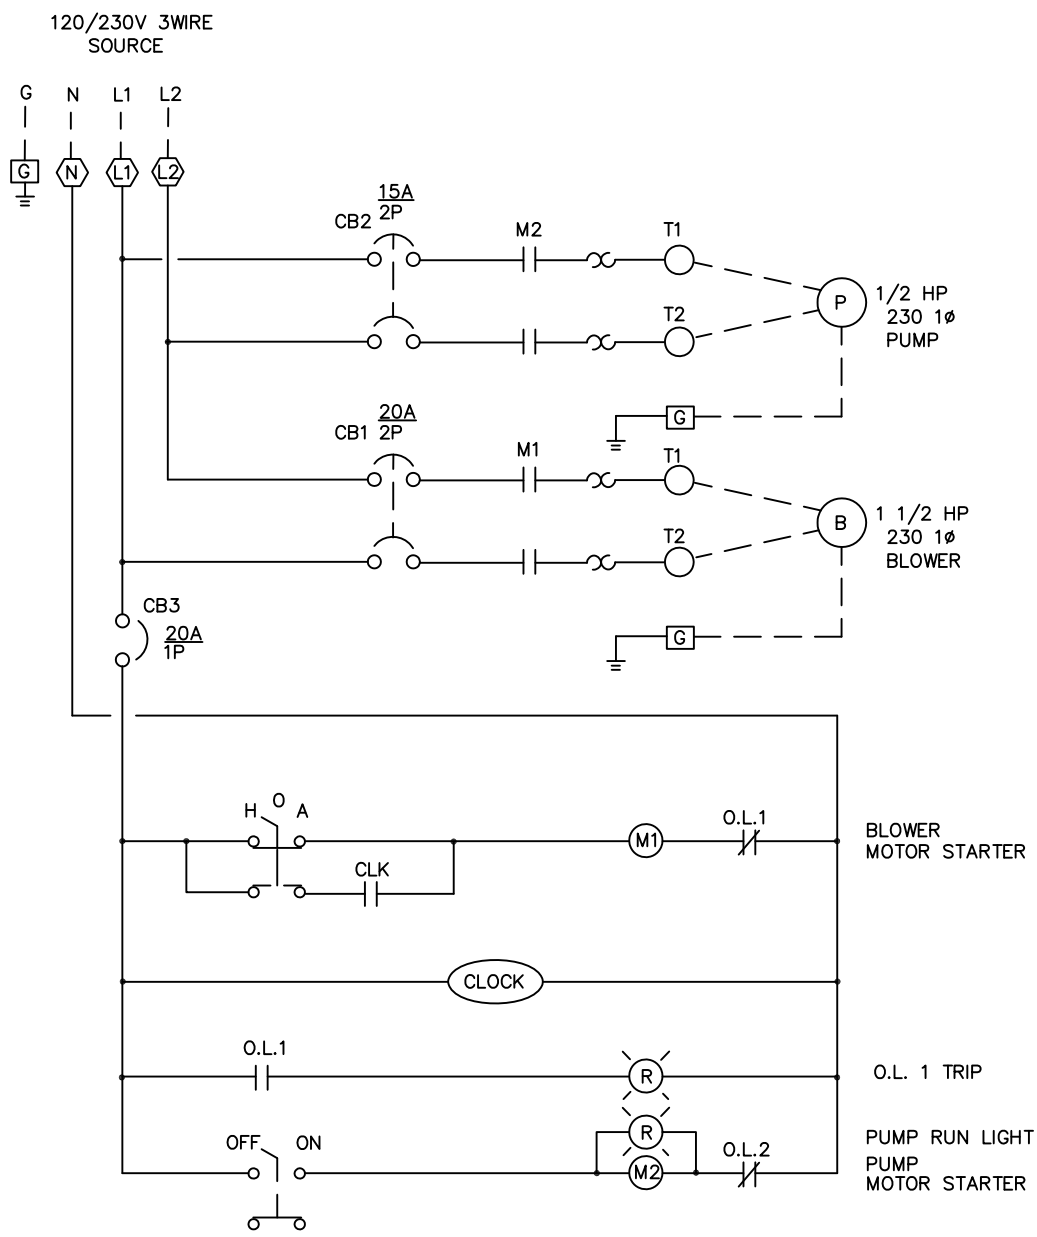 120/230V 3WIRE
SOURCE
G N L1 L2
G N L1 L2
15A
CB2 2P
M2
T1
1/2 HP
P
230 1ø
T2
PUMP
20A
CB1 2P
G
M1
T1
1 1/2 HP
B
230 1ø
T2
BLOWER
CB3
20A
1P
G
H O A
O.L.1
M1
BLOWER
MOTOR STARTER
CLK
CLOCK
O.L.1
R
O.L. 1 TRIP
R
PUMP RUN LIGHT
OFF ON
O.L.2
M2
PUMP
MOTOR STARTER